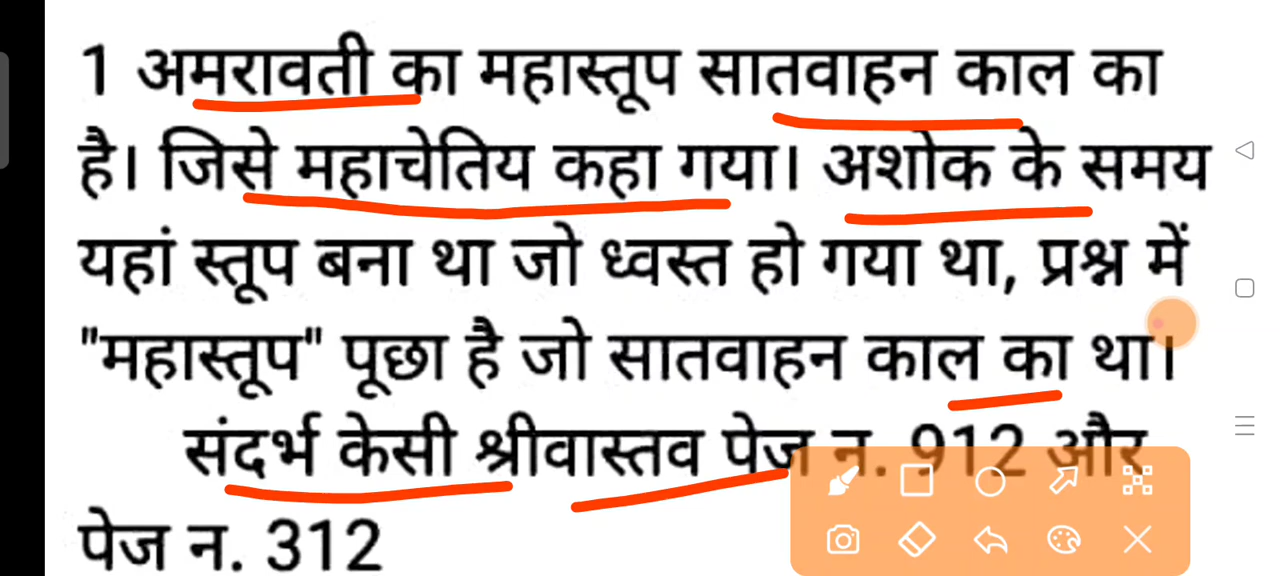 1 अमरावती का महास्तूप सातवाहन काल का
है। जिसे महाचेतिय कहा गया। अशोक के समय
यहां स्तूप बना था जो ध्वस्त हो गया था, प्रश्न में
"महास्तूप" पूछा है जो सातवाहन काल का था।
संदर्भ केसी श्रीवास्तव पेज न. 912 और
पेज न. 312